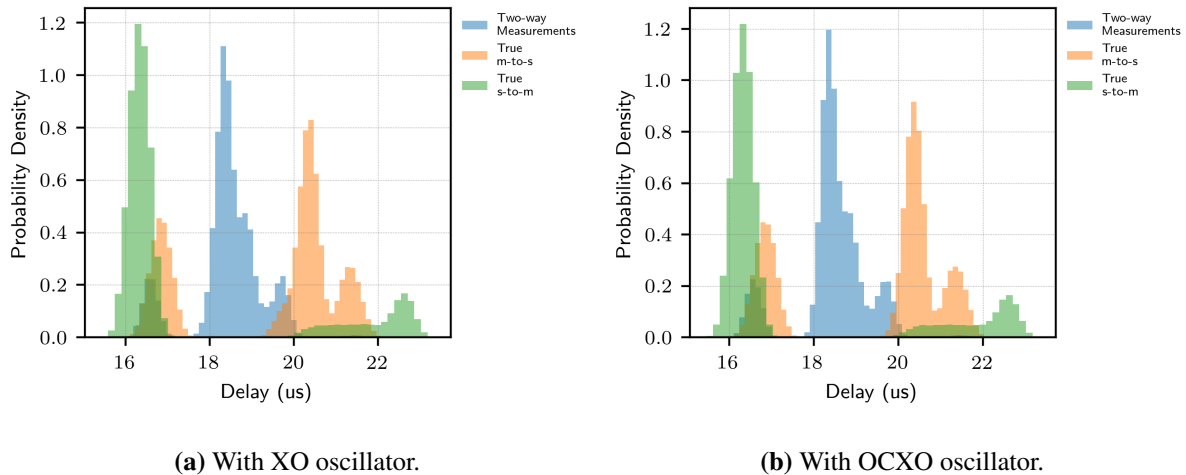 1.2
1.0
0.8
0.6
0.4
0.2
0.0
Probability Density
16
18
20
22
Delay (us)
Two-way
Measurements
True
m-to-s
True
s-to-m
(a) With XO oscillator.
1.2
1.0
0.8
0.6
0.4
0.2
0.0
Probability Density
16
18
20
22
Delay (us)
Two-way
Measurements
True
m-to-s
True
s-to-m
(b) With OCXO oscillator.